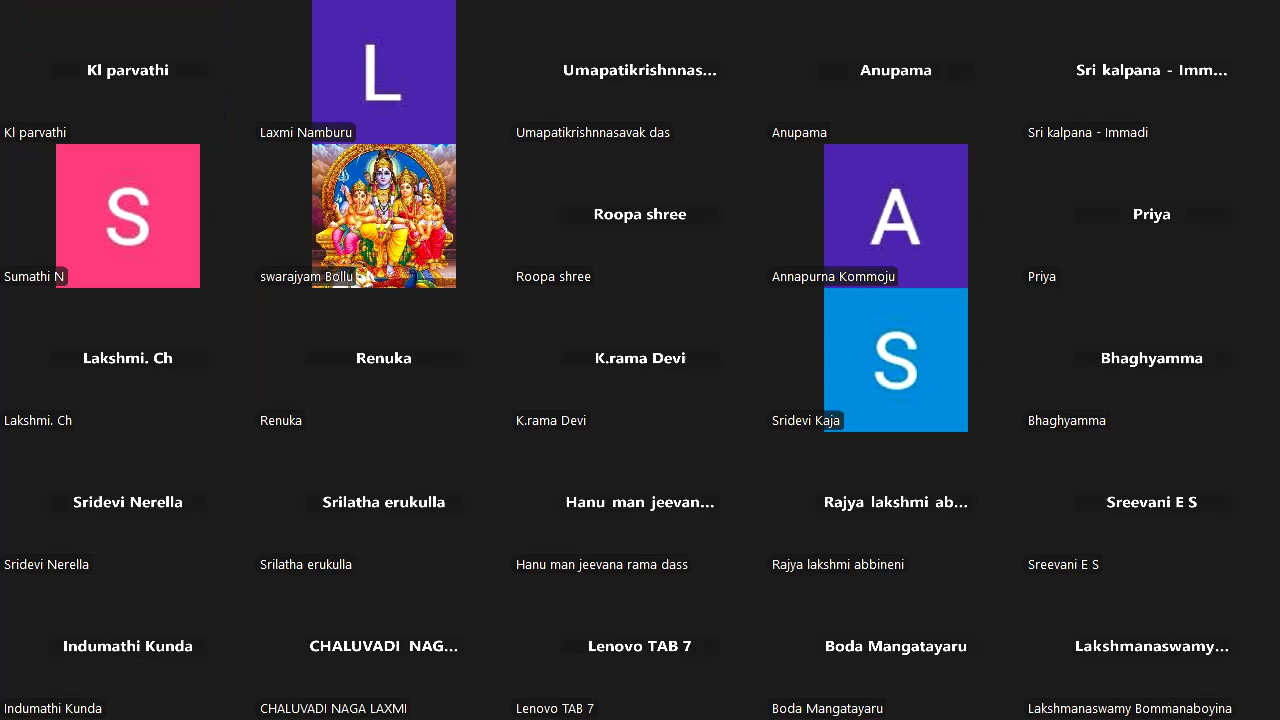 Kl parvathi
Kl parvathi
L
Laxmi Namburu
Umapatikrishnnas...
Umapatikrishnnasavak das
Anupama
Anupama
Sri kalpana - Imm...
Sri kalpana - Immadi
S
Sumathi N
swarajyam Bollu
Roopa shree
Roopa shree
A
Annapurna Kommoju
Priya
Priya
Lakshmi. Ch
Lakshmi. Ch
Renuka
Renuka
K.rama Devi
K.rama Devi
S
Sridevi Kaja
Bhaghyamma
Bhaghyamma
Sridevi Nerella
Sridevi Nerella
Srilatha erukulla
Srilatha erukulla
Hanu man jeevan...
Hanu man jeevana rama dass
Rajya lakshmi ab...
Rajya lakshmi abbineni
Sreevani E S
Sreevani E S
Indumathi Kunda
Indumathi Kunda
CHALUVADI NAG...
CHALUVADI NAGA LAXMI
Lenovo TAB 7
Lenovo TAB 7
Boda Mangatayaru
Boda Mangatayaru
Lakshmanaswamy...
Lakshmanaswamy Bommanaboyina